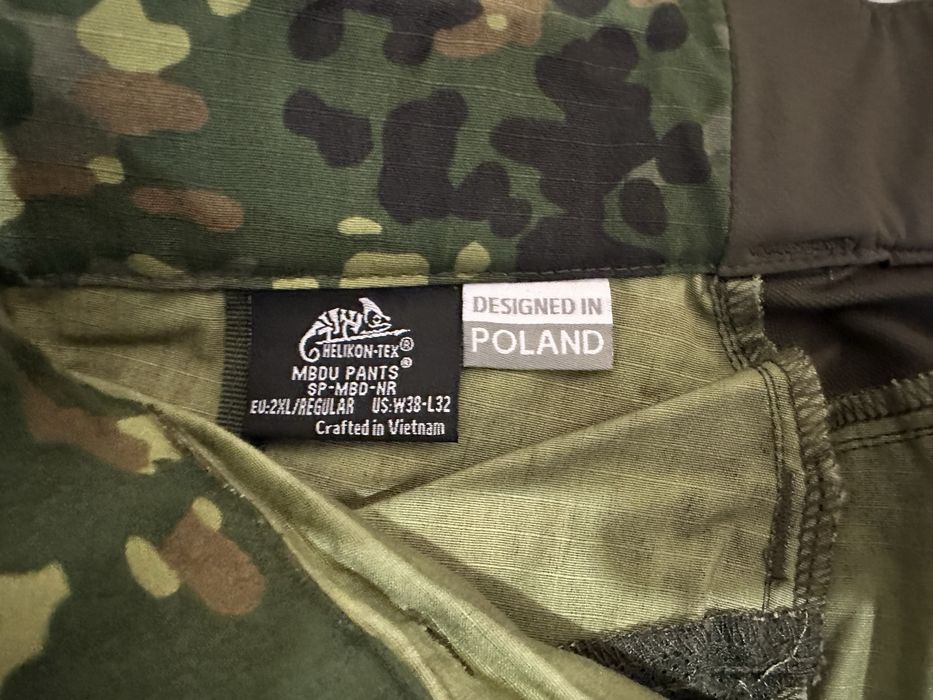 HELIKON-TEX®
MBDU PANTS®
SP-MBD-NR
EU:2XL/REGULAR US:W38-L32
Crafted in Vietnam
DESIGNED IN
POLAND